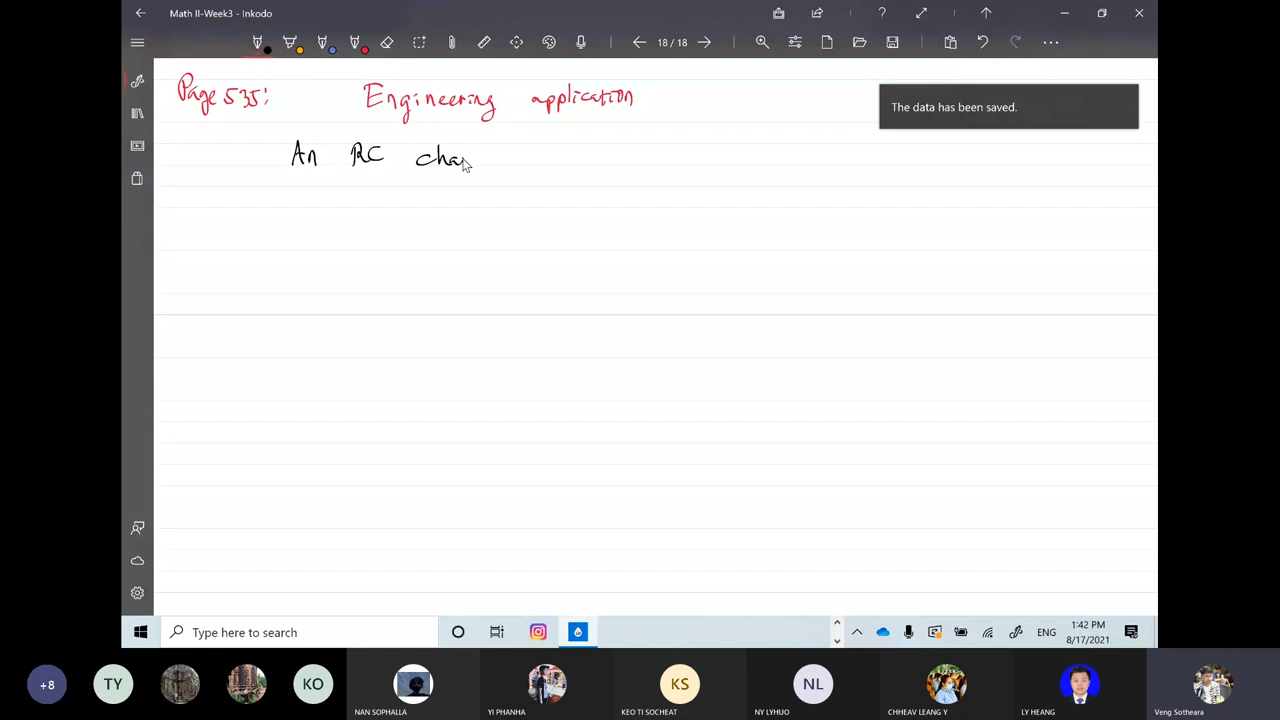 Math II-Week3 - Inkodo
18 / 18
Page 535: Engineering application
The data has been saved.
An RC cha
Type here to search
ENG
1:42 PM
8/17/2021
+8
TY
KO
KS
NL
NAN SOPHALLA
YI PHANHA
KEO TI SOCHEAT
NY LYHUO
CHHEAV LEANG Y
LY HEANG
Veng Sotheara